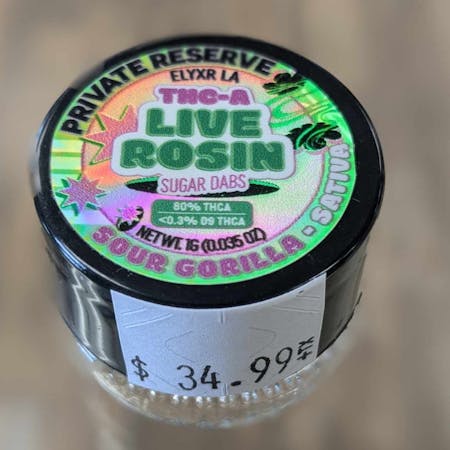 PRIVATE RESERVE
ELYXR LA
THC-A
LIVE
ROSIN
SUGAR DABS
80% THCA
<0.3% D9 THCA
NET WT. 1G (0.035 OZ)
SOUR GORILLA - SATIVA
$ 34.99